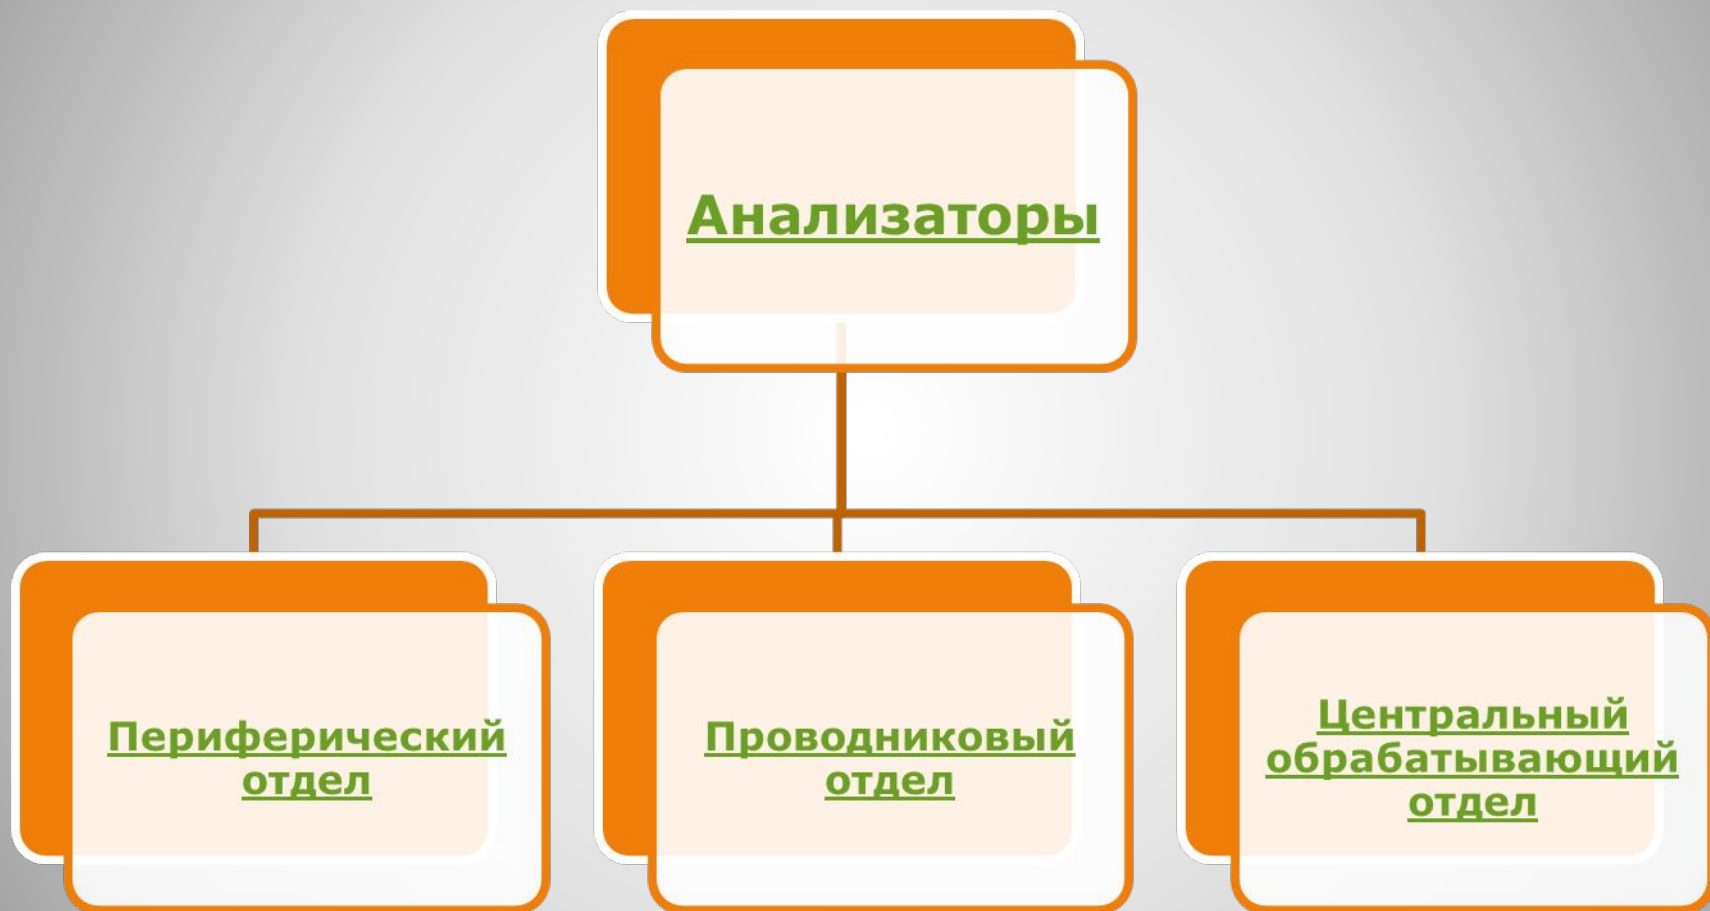 Анализаторы
Периферический
отдел
Проводниковый
отдел
Центральный
обрабатывающий
отдел